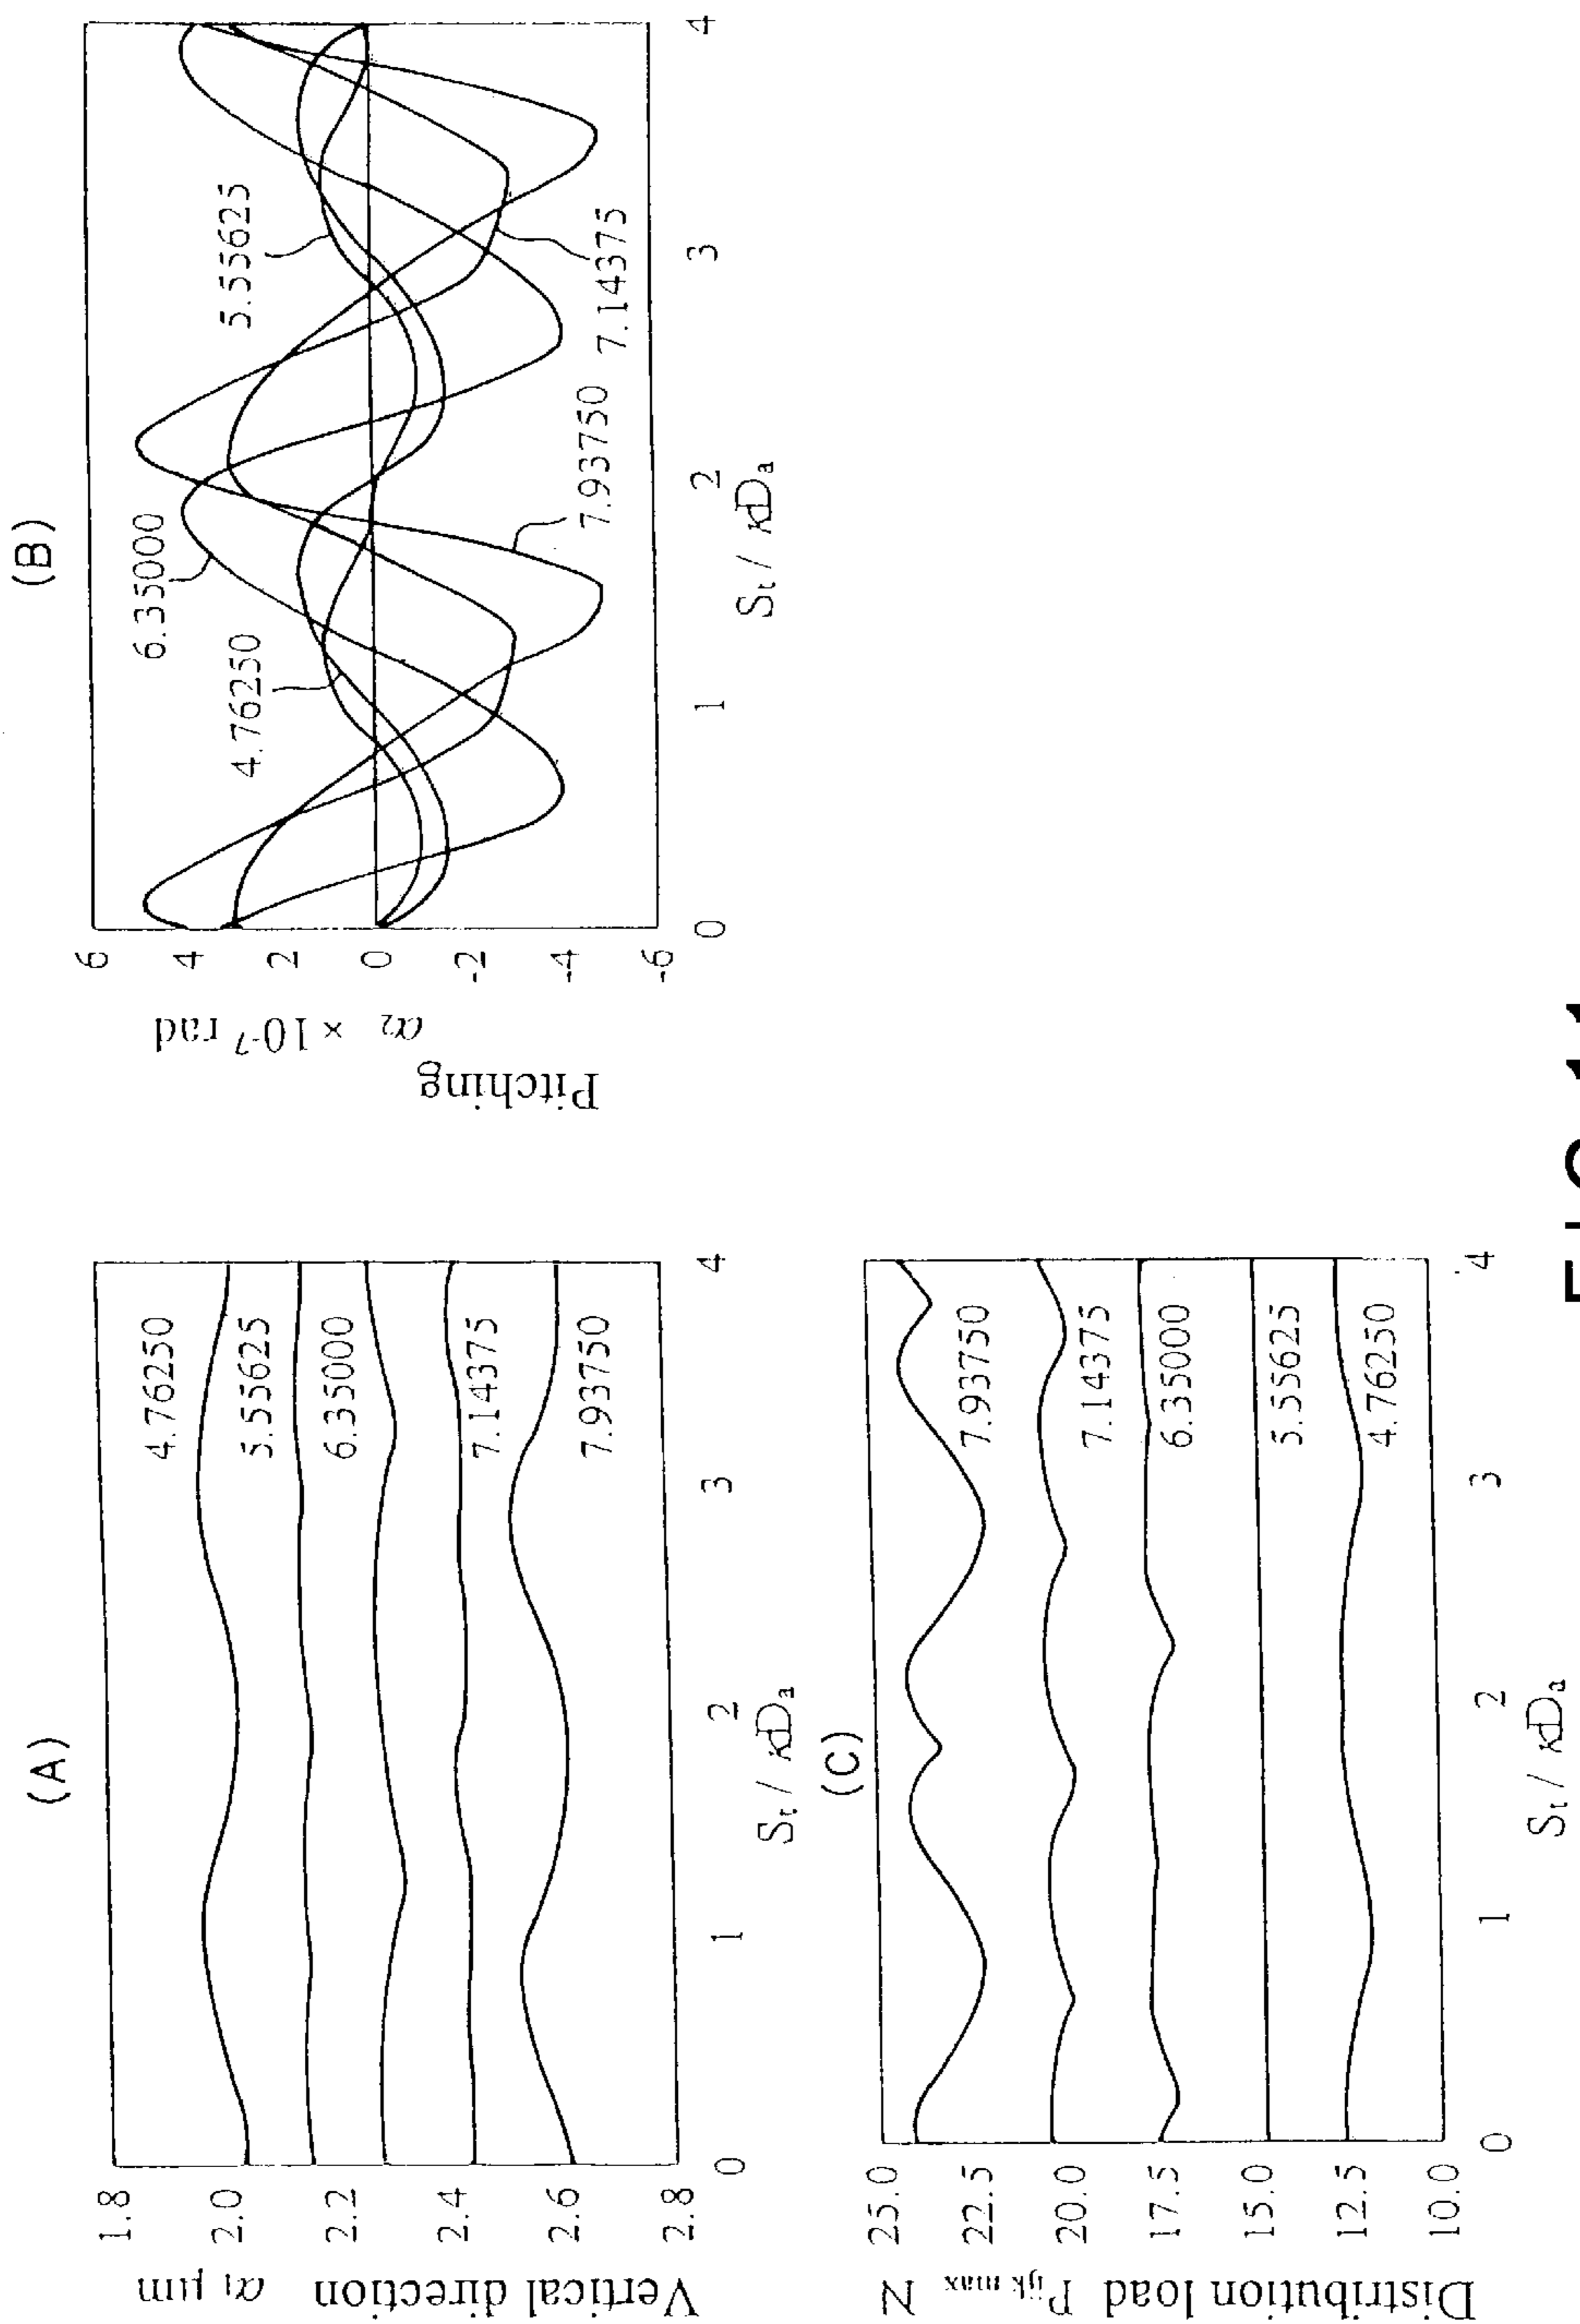 (A)
Vertical direction
α₁ μm
1.8
2.0
2.2
2.4
2.6
2.8
4.76250
5.55625
6.35000
7.14375
7.93750
0 1 2 3 4
Sₜ / κDₐ
(B)
Pitching
α₂ × 10⁻⁷ rad
6
4
2
0
-2
-4
-6
6.35000
4.76250
5.55625
7.93750
7.14375
0 1 2 3 4
Sₜ / κDₐ
(C)
Distribution load Pᵢⱼₖ ₘₐₓ N
25.0
22.5
20.0
17.5
15.0
12.5
10.0
7.93750
7.14375
6.35000
5.55625
4.76250
0 1 2 3 4
Sₜ / κDₐ